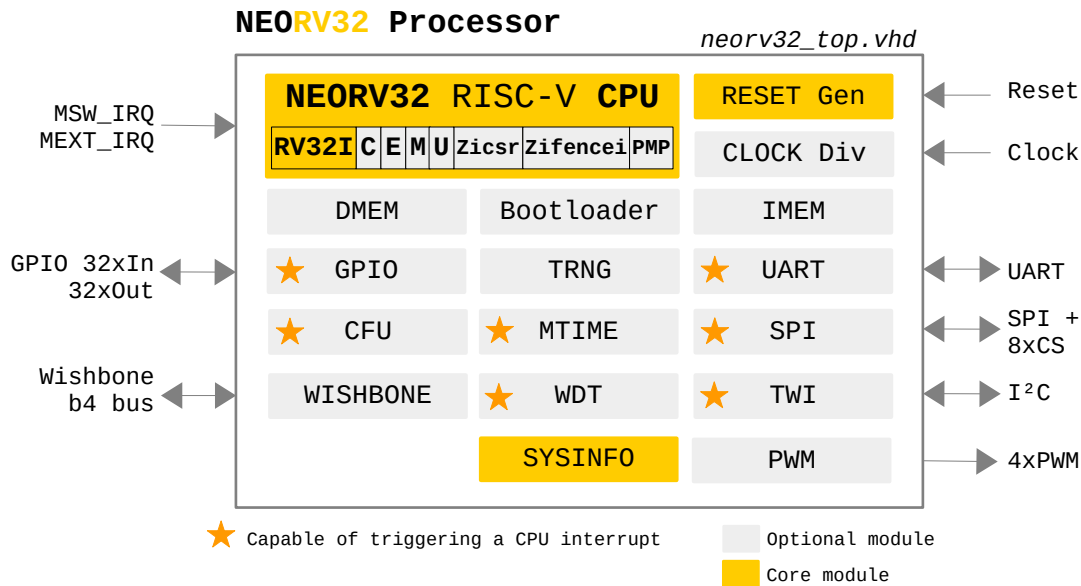 NEORV32 Processor
neorv32_top.vhd
NEORV32 RISC-V CPU
RV32I C E M U Zicsr Zifencei PMP
RESET Gen
Reset
MSW_IRQ
MEXT_IRQ
CLOCK Div
Clock
DMEM
Bootloader
IMEM
GPIO 32xIn
32xOut
GPIO
TRNG
UART
UART
CFU
MTIME
SPI
SPI +
8xCS
Wishbone
b4 bus
WISHBONE
WDT
TWI
I²C
SYSINFO
PWM
4xPWM
Capable of triggering a CPU interrupt
Optional module
Core module